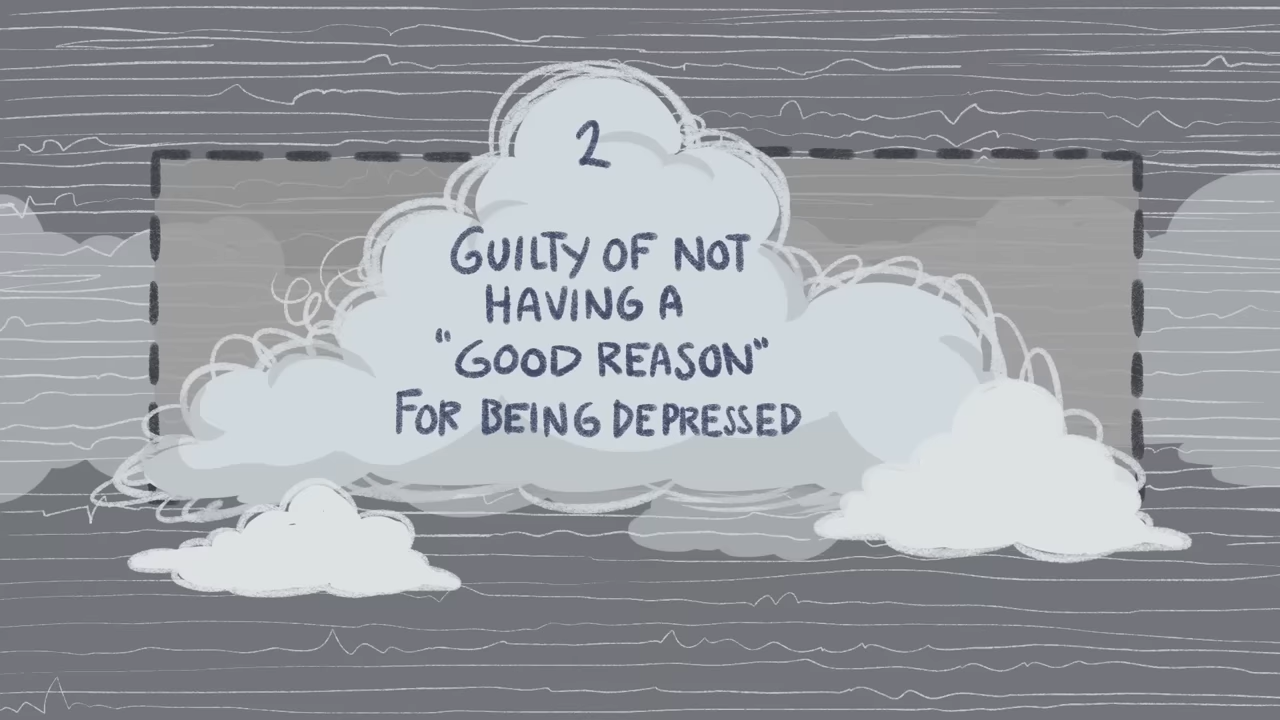 2
GUILTY OF NOT
HAVING A
"GOOD REASON"
FOR BEING DEPRESSED